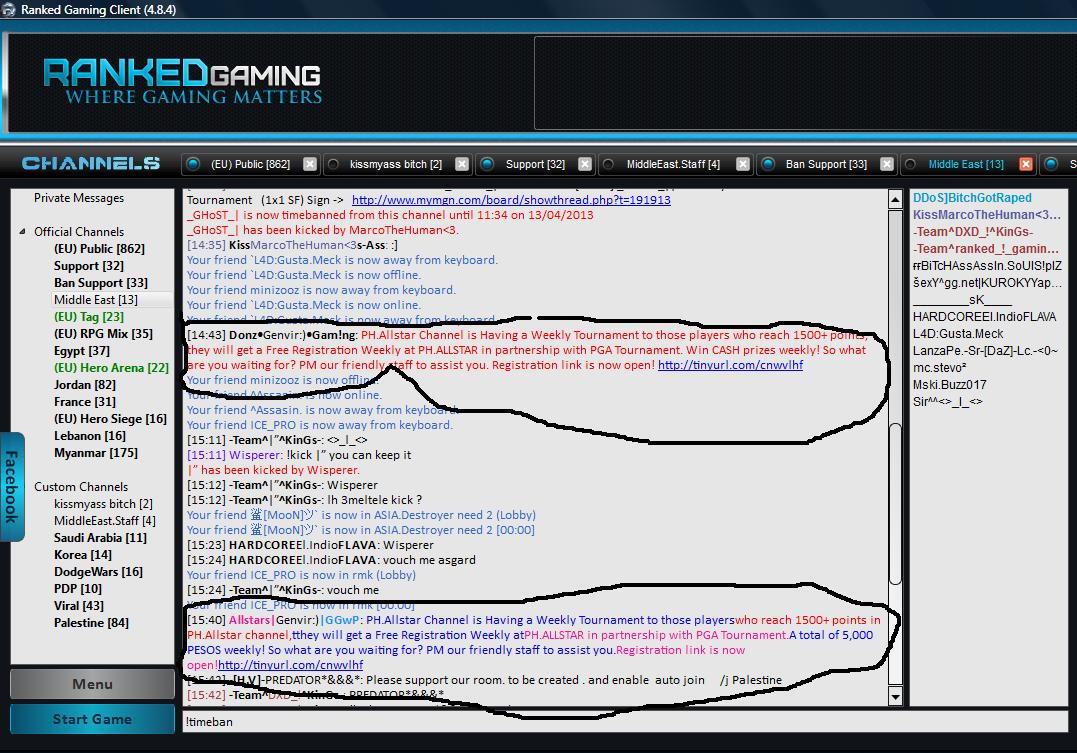 Ranked Gaming Client (4.8.4)
RANKEDGAMING
WHERE GAMING MATTERS
CHANNELS
(EU) Public [862]
kissmyass bitch [2]
Support [32]
MiddleEast.Staff [4]
Ban Support [33]
Middle East [13]
S
Private Messages
Official Channels
(EU) Public [862]
Support [32]
Ban Support [33]
Middle East [13]
(EU) Tag [23]
(EU) RPG Mix [35]
Egypt [37]
(EU) Hero Arena [22]
Jordan [82]
France [31]
(EU) Hero Siege [16]
Lebanon [16]
Myanmar [175]
Custom Channels
kissmyass bitch [2]
MiddleEast.Staff [4]
Saudi Arabia [11]
Korea [14]
DodgeWars [16]
PDP [10]
Viral [43]
Palestine [84]
Facebook
Menu
Start Game
Tournament (1x1 SF) Sign -> http://www.mymgn.com/board/showthread.php?t=191913
_GHoST_| is now timebanned from this channel until 11:34 on 13/04/2013
_GHoST_| has been kicked by MarcoTheHuman<3.
[14:35] KissMarcoTheHuman<3s-Ass: :]
Your friend `L4D:Gusta.Meck is now away from keyboard.
Your friend `L4D:Gusta.Meck is now offline.
Your friend minizooz is now away from keyboard.
Your friend `L4D:Gusta.Meck is now online.
Your friend `L4D:Gusta.Meck is now away from keyboard.
[14:43] Donz•Genvir:)•Gam!ng: PH.Allstar Channel is Having a Weekly Tournament to those players who reach 1500+ points,
they will get a Free Registration Weekly at PH.ALLSTAR in partnership with PGA Tournament. Win CASH prizes weekly! So what
are you waiting for? PM our friendly staff to assist you. Registration link is now open! http://tinyurl.com/cnwvlhf
Your friend minizooz is now offline.
Your friend ^Assasin. is now online.
Your friend ^Assasin. is now away from keyboard.
Your friend ICE_PRO is now away from keyboard.
[15:11] -Team^|”^KinGs-: <>_l_<>
[15:11] Wisperer: !kick |” you can keep it
|” has been kicked by Wisperer.
[15:12] -Team^|”^KinGs-: Wisperer
[15:12] -Team^|”^KinGs-: lh 3meltele kick ?
Your friend [MooN]ツ` is now in ASIA.Destroyer need 2 (Lobby)
Your friend [MooN]ツ` is now in ASIA.Destroyer need 2 [00:00]
[15:23] HARDCOREEl.IndioFLAVA: Wisperer
[15:24] HARDCOREEl.IndioFLAVA: vouch me asgard
Your friend ICE_PRO is now in rmk (Lobby)
[15:24] -Team^|”^KinGs-: vouch me
Your friend ICE_PRO is now in rmk [00:00]
[15:40] Allstars|Genvir:)|GGwP: PH.Allstar Channel is Having a Weekly Tournament to those playerswho reach 1500+ points in
PH.Allstar channel,tthey will get a Free Registration Weekly atPH.ALLSTAR in partnership with PGA Tournament.A total of 5,000
PESOS weekly! So what are you waiting for? PM our friendly staff to assist you.Registration link is now
open!http://tinyurl.com/cnwvlhf
[15:42] -[H.V]-PREDATOR*&&&*: Please support our room. to be created . and enable auto join /j Palestine
[15:42] -Team^DXD_!^KinGs-: PREDATOR*&&&*
!timeban
DDoS]BitchGotRaped
KissMarcoTheHuman<3...
-Team^DXD_!^KinGs-
-Team^ranked_!_gamin...
šexY^gg.net|KUROKYYap...
_________sK____
HARDCOREEl.IndioFLAVA
L4D:Gusta.Meck
LanzaPe.-Sr-[DaZ]-Lc.-<0~
mc.stevo²
Mski.Buzz017
Sir^^<>_l_<>